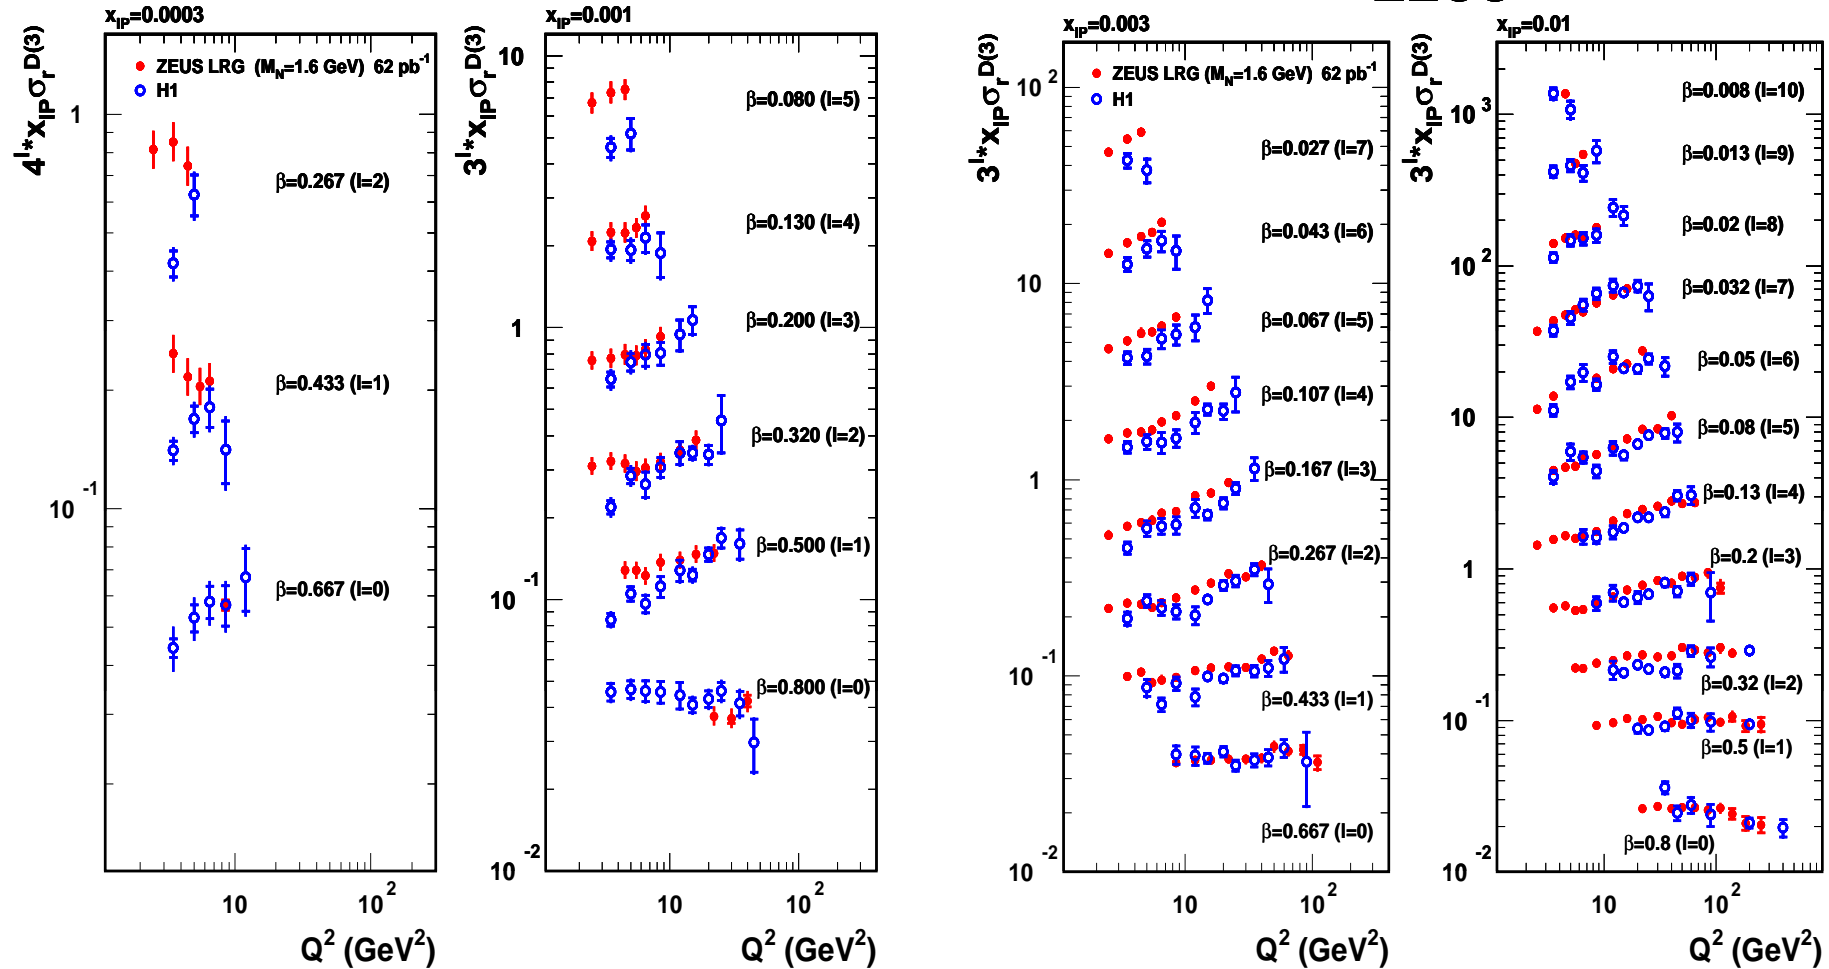 x_IP=0.0003
4^l*x_IPσ_r^D(3)
ZEUS LRG (M_N=1.6 GeV) 62 pb^-1
H1
1
10^-1
β=0.267 (l=2)
β=0.433 (l=1)
β=0.667 (l=0)
10
10^2
Q^2 (GeV^2)
x_IP=0.001
3^l*x_IPσ_r^D(3)
10
1
10^-1
10^-2
β=0.080 (l=5)
β=0.130 (l=4)
β=0.200 (l=3)
β=0.320 (l=2)
β=0.500 (l=1)
β=0.800 (l=0)
10
10^2
Q^2 (GeV^2)
x_IP=0.003
3^l*x_IPσ_r^D(3)
ZEUS LRG (M_N=1.6 GeV) 62 pb^-1
H1
10^2
10
1
10^-1
10^-2
β=0.027 (l=7)
β=0.043 (l=6)
β=0.067 (l=5)
β=0.107 (l=4)
β=0.167 (l=3)
β=0.267 (l=2)
β=0.433 (l=1)
β=0.667 (l=0)
10
10^2
Q^2 (GeV^2)
x_IP=0.01
3^l*x_IPσ_r^D(3)
10^3
10^2
10
1
10^-1
10^-2
β=0.008 (l=10)
β=0.013 (l=9)
β=0.02 (l=8)
β=0.032 (l=7)
β=0.05 (l=6)
β=0.08 (l=5)
β=0.13 (l=4)
β=0.2 (l=3)
β=0.32 (l=2)
β=0.5 (l=1)
β=0.8 (l=0)
10
10^2
Q^2 (GeV^2)